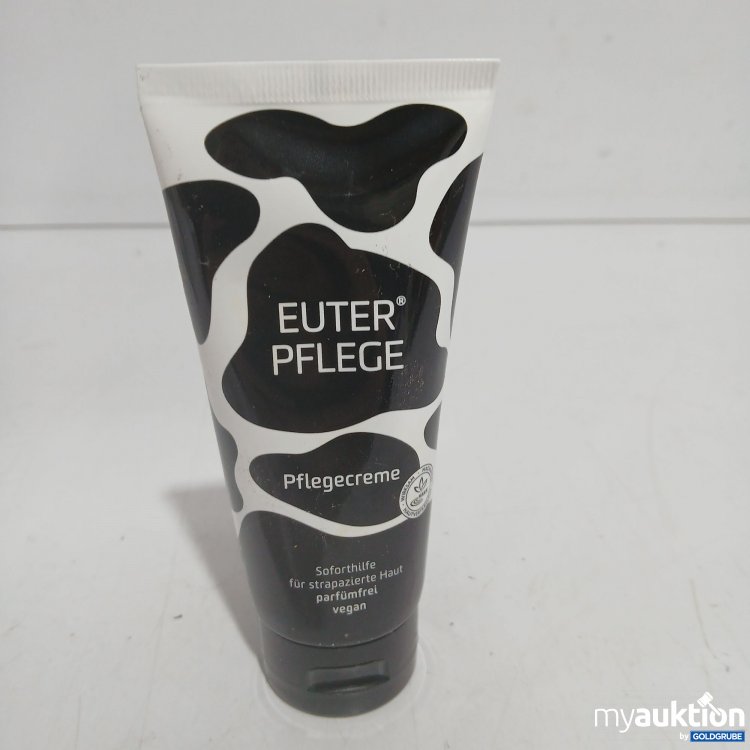 EUTER®
PFLEGE
Pflegecreme
Soforthilfe
für strapazierte Haut
parfümfrei
vegan
myauktion
by GOLDGRUBE